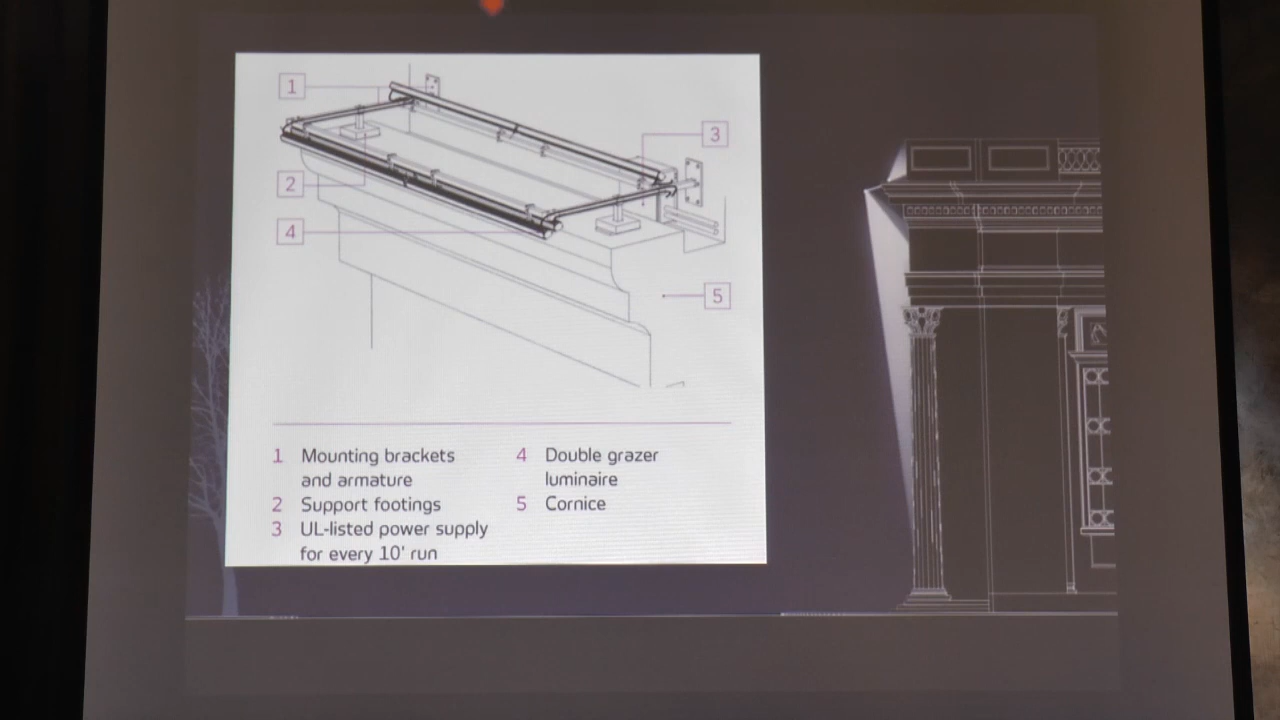 1
3
2
4
5
1 Mounting brackets
and armature
2 Support footings
3 UL-listed power supply
for every 10' run
4 Double grazer
luminaire
5 Cornice